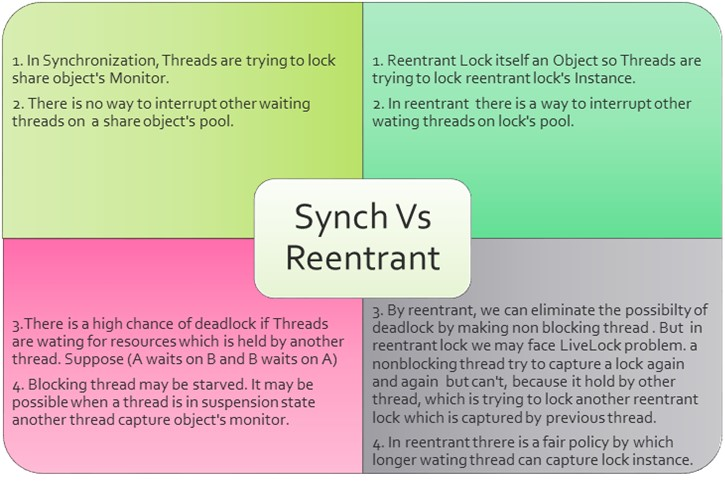 1. In Synchronization, Threads are trying to lock
share object's Monitor.
2. There is no way to interrupt other waiting
threads on a share object's pool.
1. Reentrant Lock itself an Object so Threads are
trying to lock reentrant lock's Instance.
2. In reentrant there is a way to interrupt other
wating threads on lock's pool.
Synch Vs
Reentrant
3.There is a high chance of deadlock if Threads
are wating for resources which is held by another
thread. Suppose (A waits on B and B waits on A)
4. Blocking thread may be starved. It may be
possible when a thread is in suspension state
another thread capture object's monitor.
3. By reentrant, we can eliminate the possibilty of
deadlock by making non blocking thread . But in
reentrant lock we may face LiveLock problem. a
nonblocking thread try to capture a lock again
and again but can't, because it hold by other
thread, which is trying to lock another reentrant
lock which is captured by previous thread.
4. In reentrant threre is a fair policy by which
longer wating thread can capture lock instance.